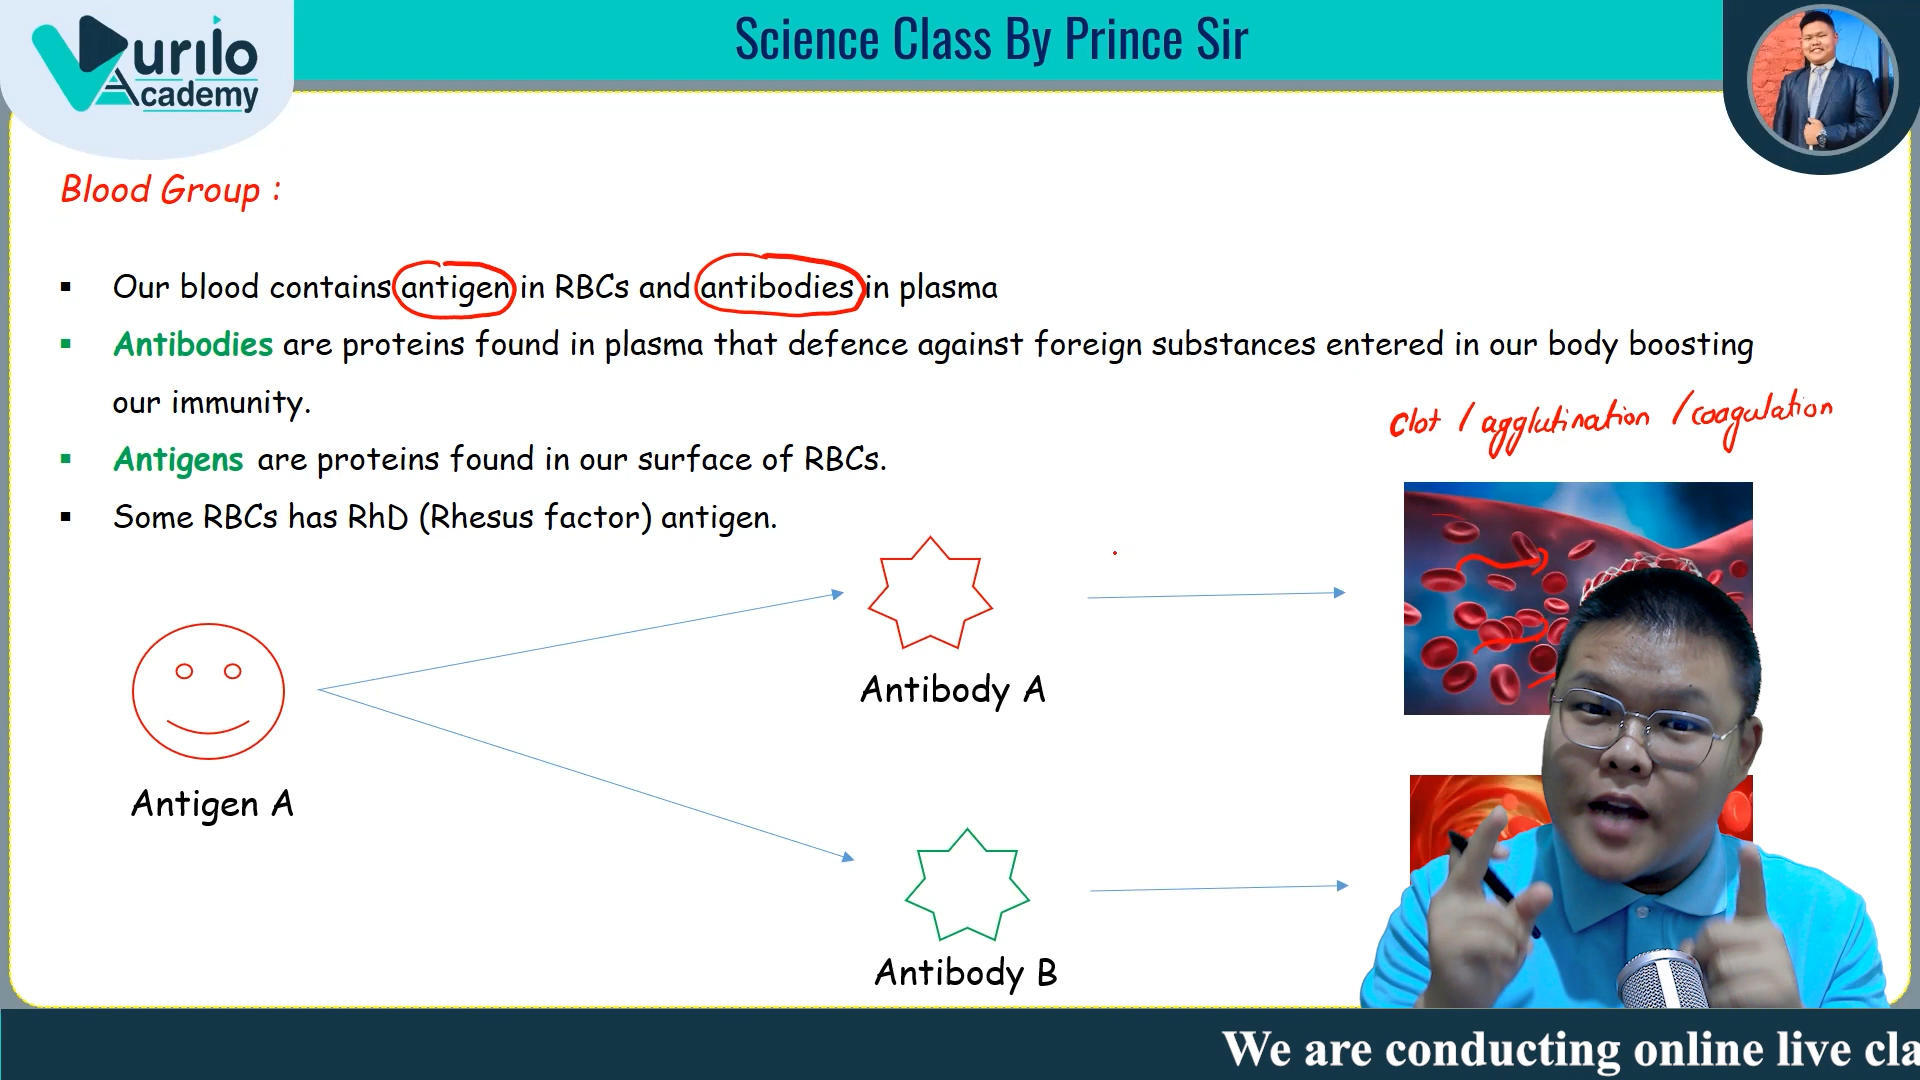 Vurilo
Academy
Science Class By Prince Sir
Blood Group :
Our blood contains antigen in RBCs and antibodies in plasma
Antibodies are proteins found in plasma that defence against foreign substances entered in our body boosting
our immunity.
clot / agglutination / coagulation
Antigens are proteins found in our surface of RBCs.
Some RBCs has RhD (Rhesus factor) antigen.
Antibody A
Antigen A
Antibody B
We are conducting online live cla